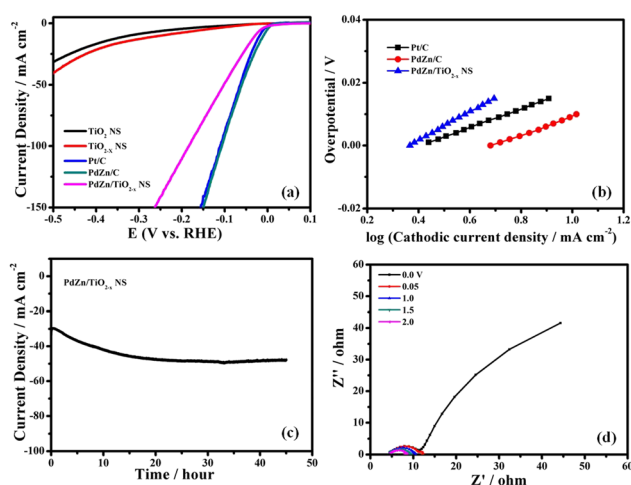 Current Density / mA cm-2
0
-50
-100
-150
TiO2 NS
TiO2-X NS
Pt/C
PdZn/C
PdZn/TiO2-x NS
(a)
-0.5 -0.4 -0.3 -0.2 -0.1 0.0 0.1
E (V vs. RHE)
Overpotential / V
0.04
0.02
0.00
-0.02
Pt/C
PdZn/C
PdZn/TiO2-x NS
(b)
0.2 0.4 0.6 0.8 1.0 1.2
log (Cathodic current density / mA cm-2)
Current Density / mA cm-2
0
-20
-40
-60
-80
-100
PdZn/TiO2-x NS
(c)
0 10 20 30 40 50
Time / hour
Z'' / ohm
60
50
40
30
20
10
0
0.0 V
0.05
1.0
1.5
2.0
(d)
0 10 20 30 40 50 60
Z' / ohm